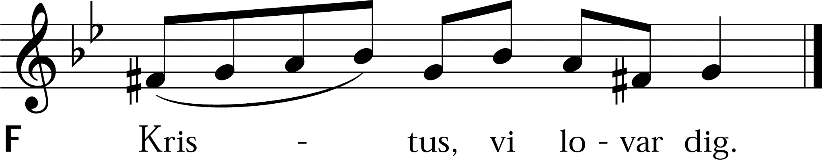 F Kris - tus, vi lo - var dig.